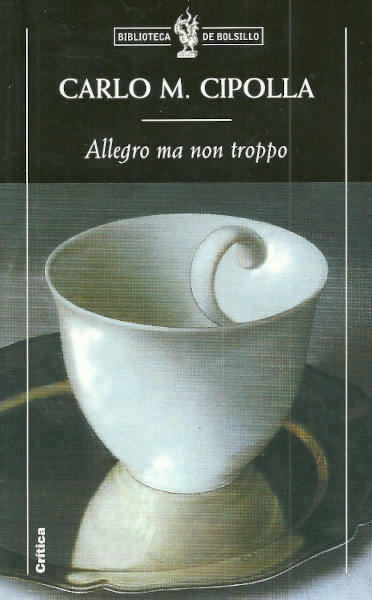 BIBLIOTECA DE BOLSILLO
CARLO M. CIPOLLA
Allegro ma non troppo
Crítica